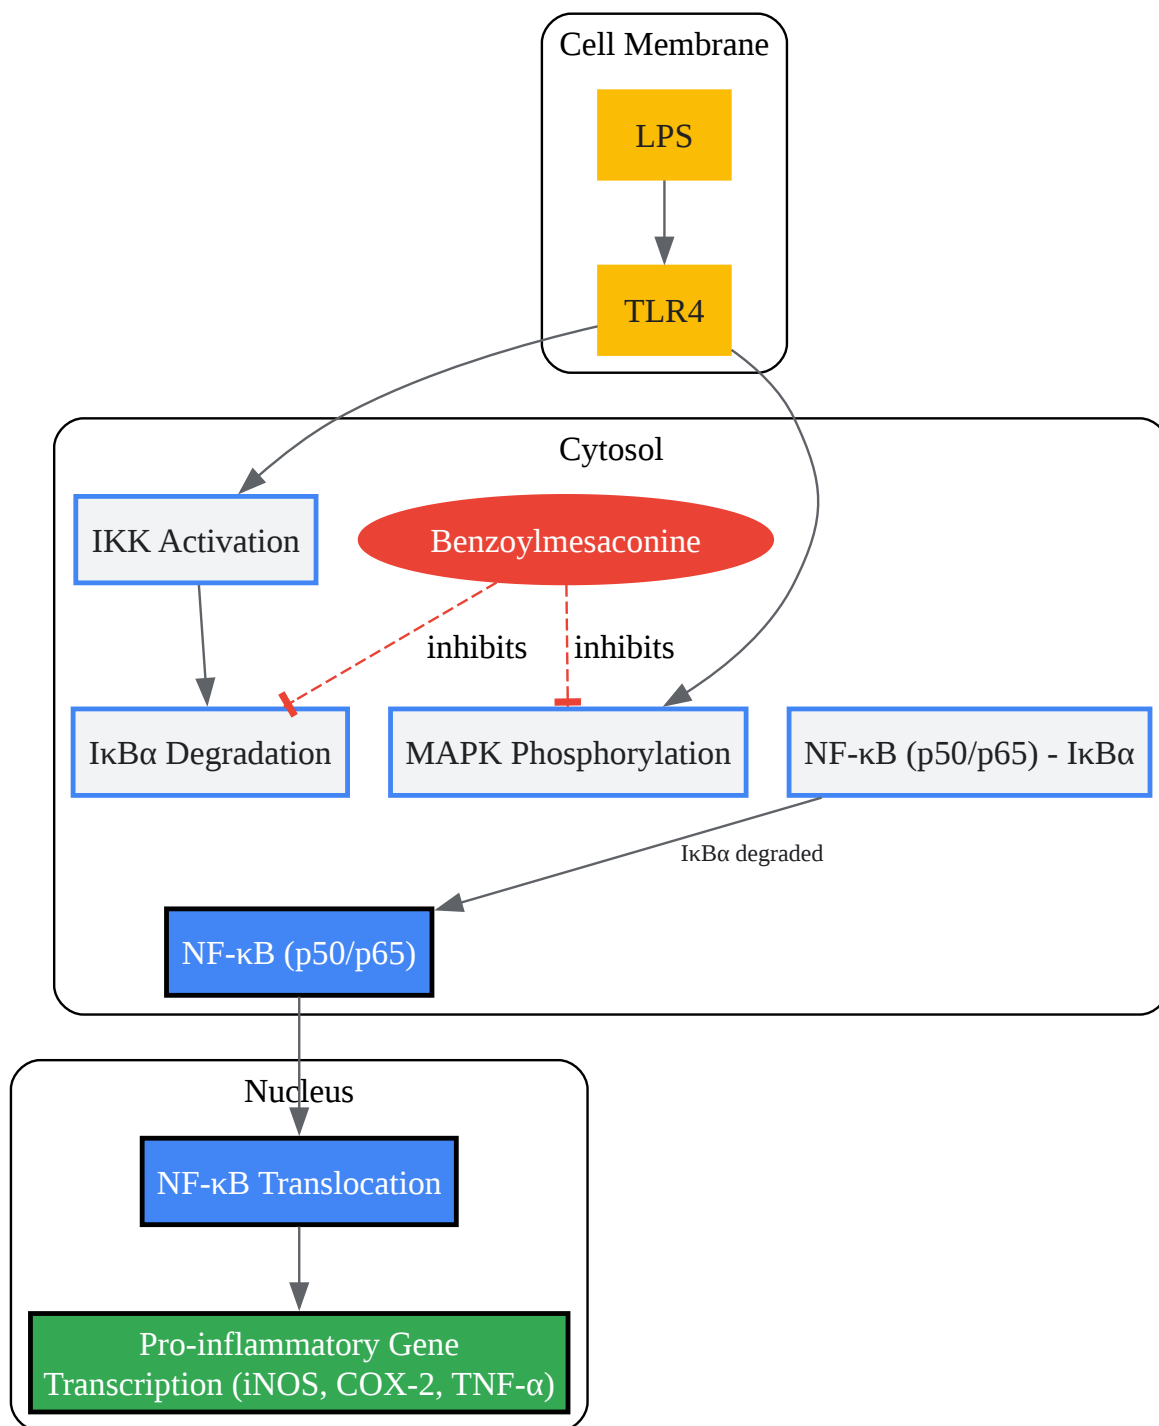 Cell Membrane
LPS
TLR4
Cytosol
IKK Activation
Benzoylmesaconine
inhibits
inhibits
IκBα Degradation
MAPK Phosphorylation
NF-κB (p50/p65) - IκBα
IκBα degraded
NF-κB (p50/p65)
Nucleus
NF-κB Translocation
Pro-inflammatory Gene
Transcription (iNOS, COX-2, TNF-α)